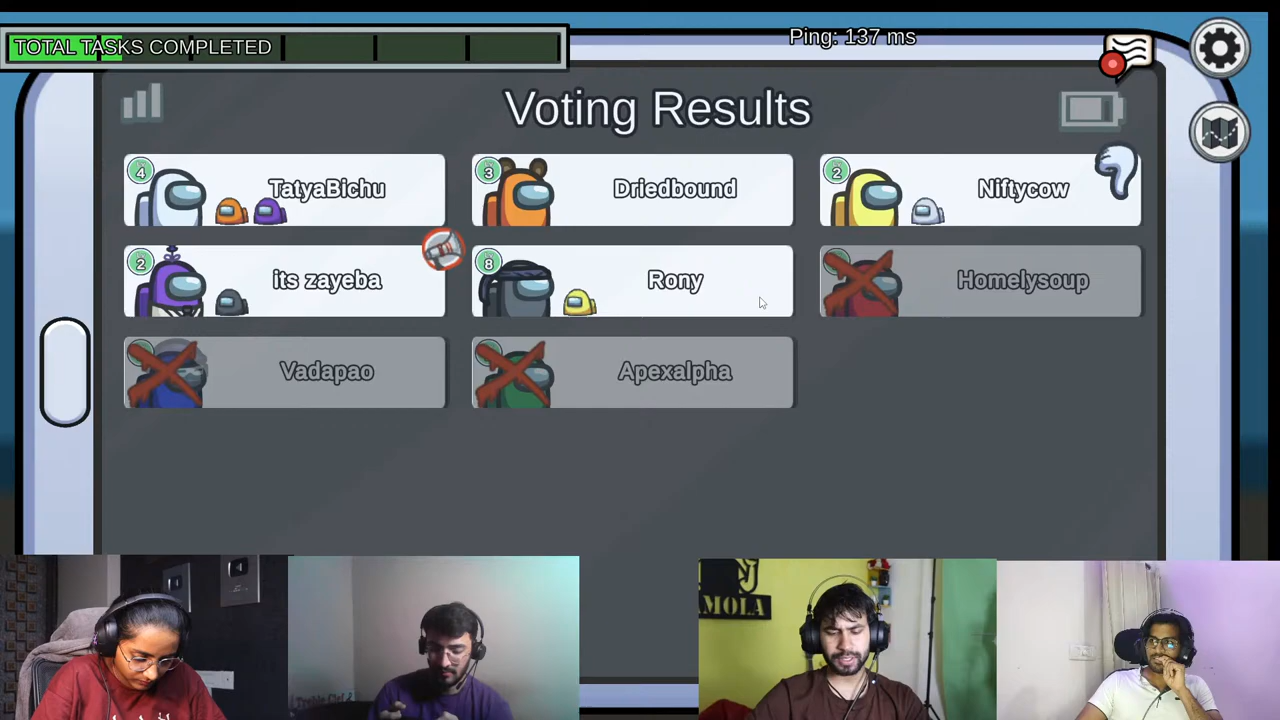 TOTAL TASKS COMPLETED
Ping: 137 ms
Voting Results
4 TatyaBichu
3 Driedbound
2 Niftycow
2 its zayeba
8 Rony
Homelysoup
Vadapao
Apexalpha
MOLA